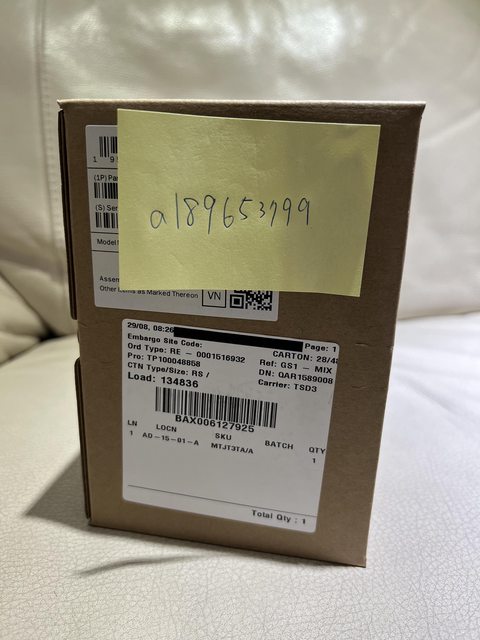 a189653799
1 9
(1P) Par
(S) Ser
Model
Assem
Other Items as Marked Thereon
VN
29/08, 08:26
Page: 1
Embargo Site Code:
CARTON: 28/48
Ord Type: RE - 0001516932
Ref: GS1 - MIX
Pro: TP100048858
DN: QAR1589008
CTN Type/Size: RS /
Carrier: TSD3
Load: 134836
BAX006127925
LN LOCN SKU BATCH QTY
1 AD-15-01-A MTJT3TA/A 1
Total Qty : 1